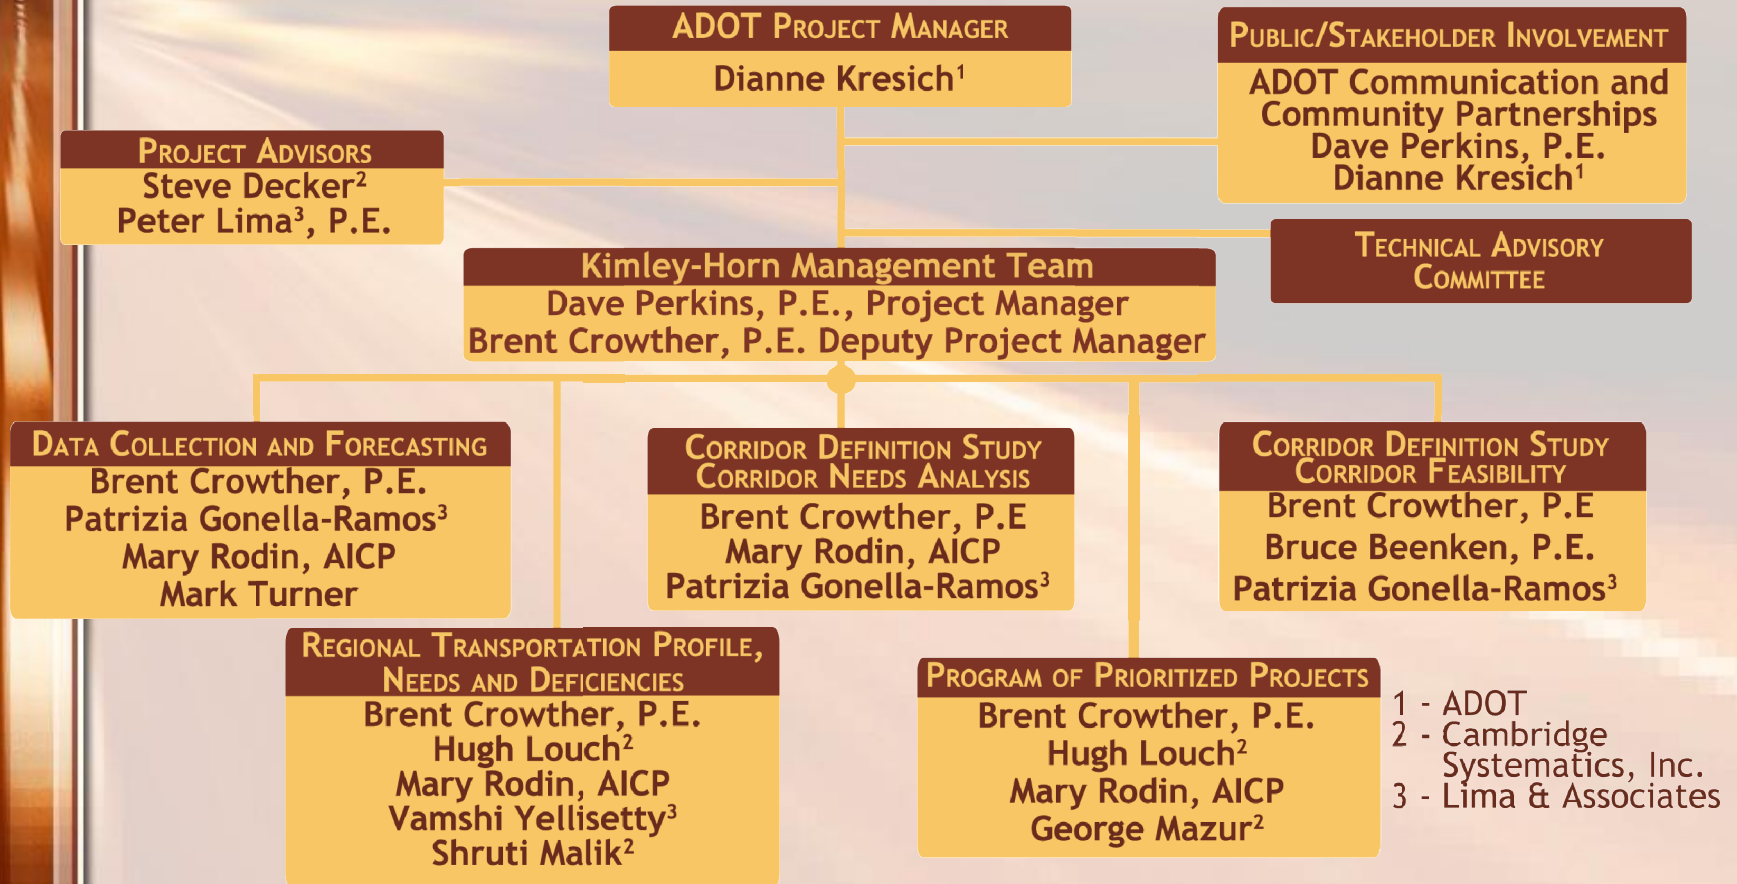 ADOT PROJECT MANAGER
Dianne Kresich¹
PUBLIC/STAKEHOLDER INVOLVEMENT
ADOT Communication and
Community Partnerships
Dave Perkins, P.E.
Dianne Kresich¹
PROJECT ADVISORS
Steve Decker²
Peter Lima³, P.E.
TECHNICAL ADVISORY
COMMITTEE
Kimley-Horn Management Team
Dave Perkins, P.E., Project Manager
Brent Crowther, P.E. Deputy Project Manager
DATA COLLECTION AND FORECASTING
Brent Crowther, P.E.
Patrizia Gonella-Ramos³
Mary Rodin, AICP
Mark Turner
CORRIDOR DEFINITION STUDY
CORRIDOR NEEDS ANALYSIS
Brent Crowther, P.E
Mary Rodin, AICP
Patrizia Gonella-Ramos³
CORRIDOR DEFINITION STUDY
CORRIDOR FEASIBILITY
Brent Crowther, P.E
Bruce Beenken, P.E.
Patrizia Gonella-Ramos³
REGIONAL TRANSPORTATION PROFILE,
NEEDS AND DEFICIENCIES
Brent Crowther, P.E.
Hugh Louch²
Mary Rodin, AICP
Vamshi Yellisetty³
Shruti Malik²
PROGRAM OF PRIORITIZED PROJECTS
Brent Crowther, P.E.
Hugh Louch²
Mary Rodin, AICP
George Mazur²
1 - ADOT
2 - Cambridge
Systematics, Inc.
3 - Lima & Associates